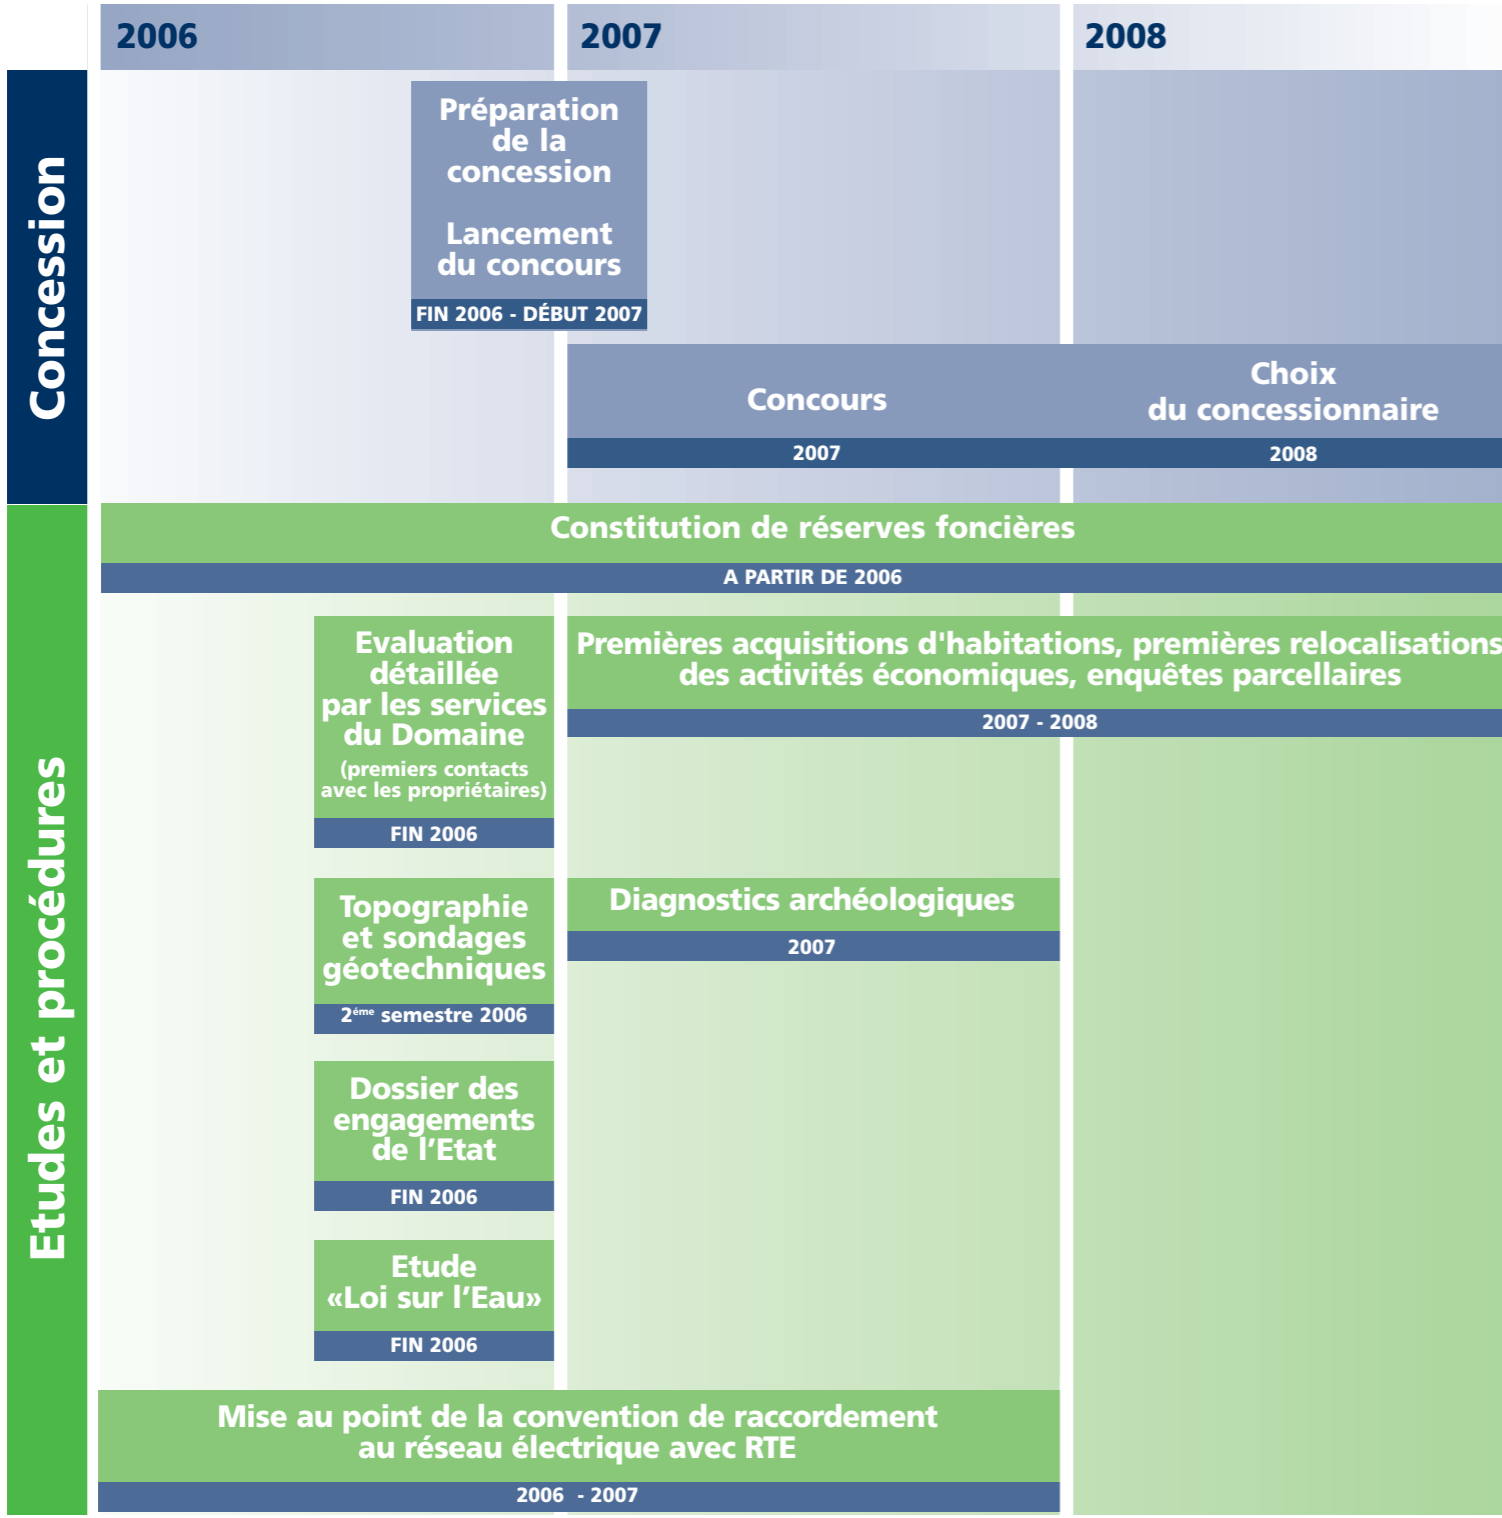 2006
2007
2008
Concession
Préparation
de la
concession
Lancement
du concours
FIN 2006 - DÉBUT 2007
Concours
2007
Choix
du concessionnaire
2008
Etudes et procédures
Constitution de réserves foncières
A PARTIR DE 2006
Evaluation
détaillée
par les services
du Domaine
(premiers contacts
avec les propriétaires)
FIN 2006
Premières acquisitions d'habitations, premières relocalisations
des activités économiques, enquêtes parcellaires
2007 - 2008
Topographie
et sondages
géotechniques
2éme semestre 2006
Diagnostics archéologiques
2007
Dossier des
engagements
de l’Etat
FIN 2006
Etude
«Loi sur l’Eau»
FIN 2006
Mise au point de la convention de raccordement
au réseau électrique avec RTE
2006 - 2007